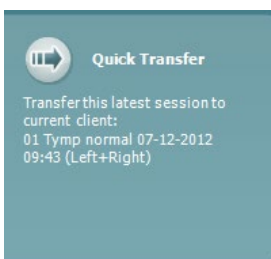 Quick Transfer
Transfer this latest session to
current client:
01 Tymp normal 07-12-2012
09:43 (Left+Right)